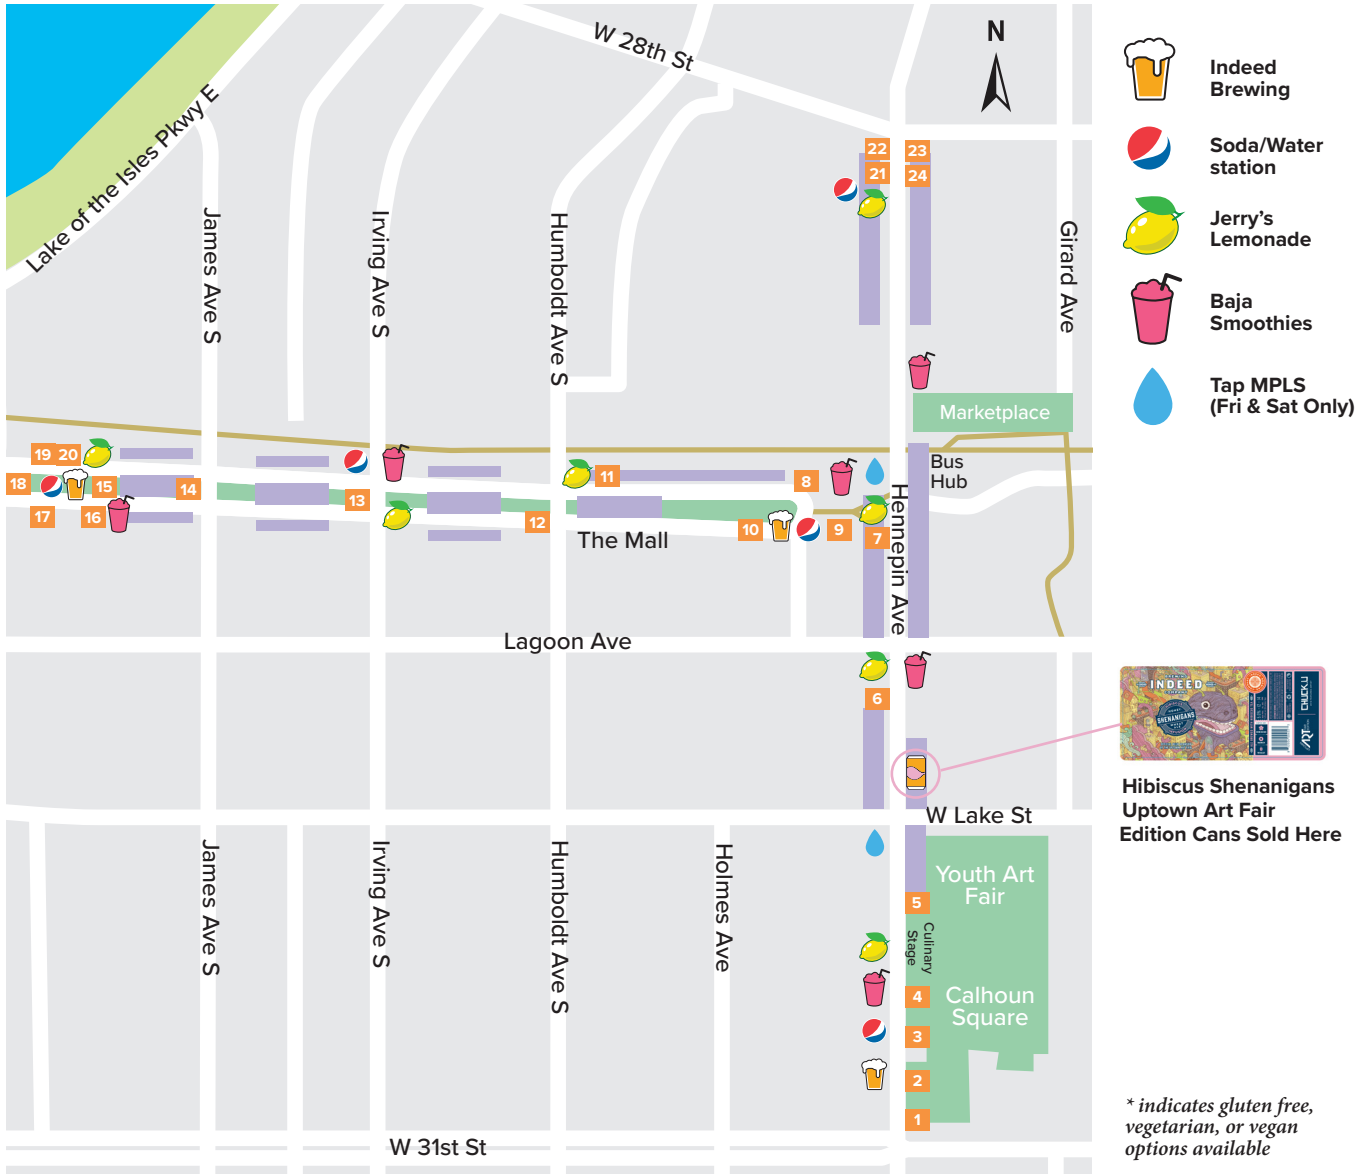 W 28th St
N
Lake of the Isles Pkwy E
James Ave S
Irving Ave S
Humboldt Ave S
Girard Ave
22
23
21
24
Marketplace
19
20
18
15
14
17
16
13
12
11
8
10
9
7
The Mall
Bus
Hub
Hennepin Ave
Lagoon Ave
6
W Lake St
James Ave S
Irving Ave S
Humboldt Ave S
Holmes Ave
Youth Art
Fair
5
Culinary
Stage
4
Calhoun
Square
3
2
1
W 31st St
Indeed
Brewing
Soda/Water
station
Jerry's
Lemonade
Baja
Smoothies
Tap MPLS
(Fri & Sat Only)
INDEED
SHENANIGANS
ART
CHUCK U
Hibiscus Shenanigans
Uptown Art Fair
Edition Cans Sold Here
* indicates gluten free,
vegetarian, or vegan
options available